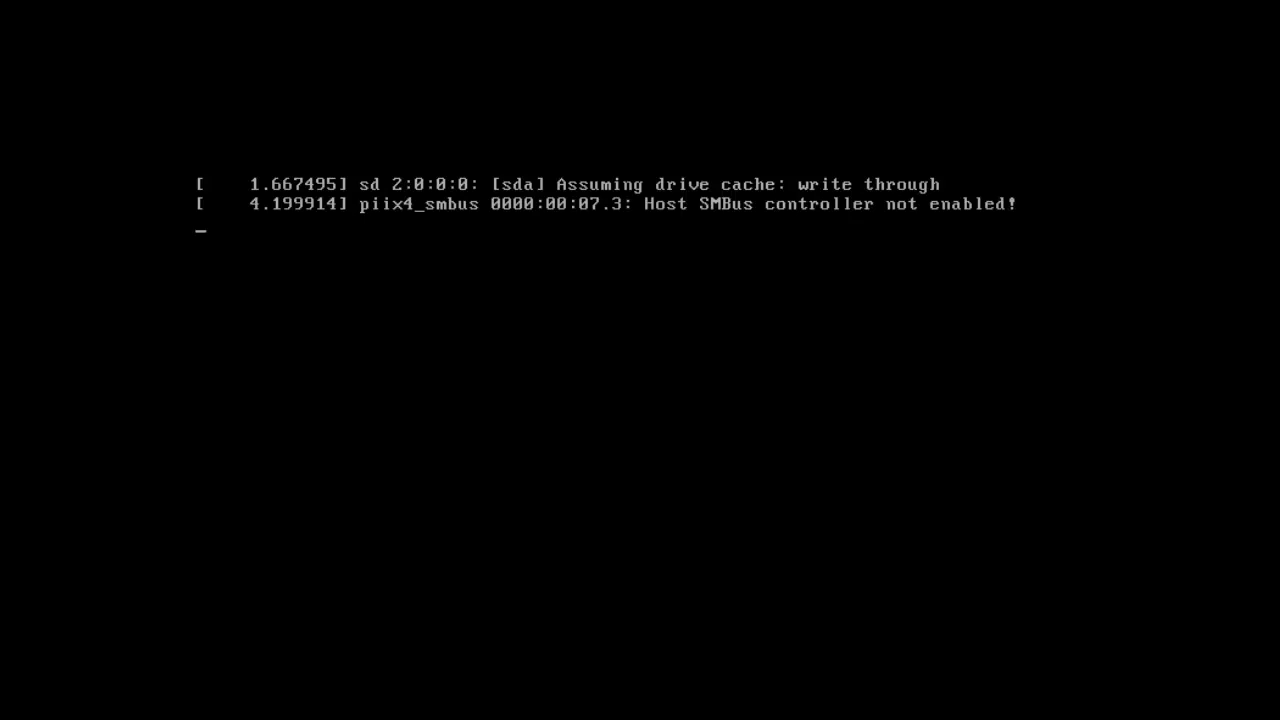 [    1.667495] sd 2:0:0:0: [sda] Assuming drive cache: write through
[    4.199914] piix4_smbus 0000:00:07.3: Host SMBus controller not enabled!
_